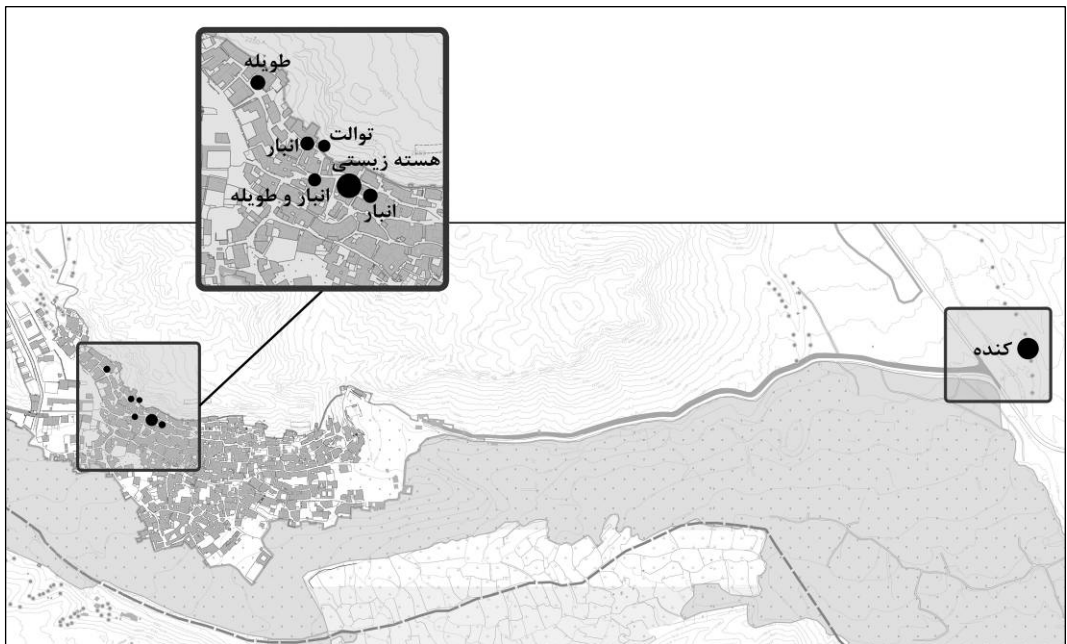 طویله
توالت
انبار
هسته زیستی
انبار و طویله
انبار
کنده